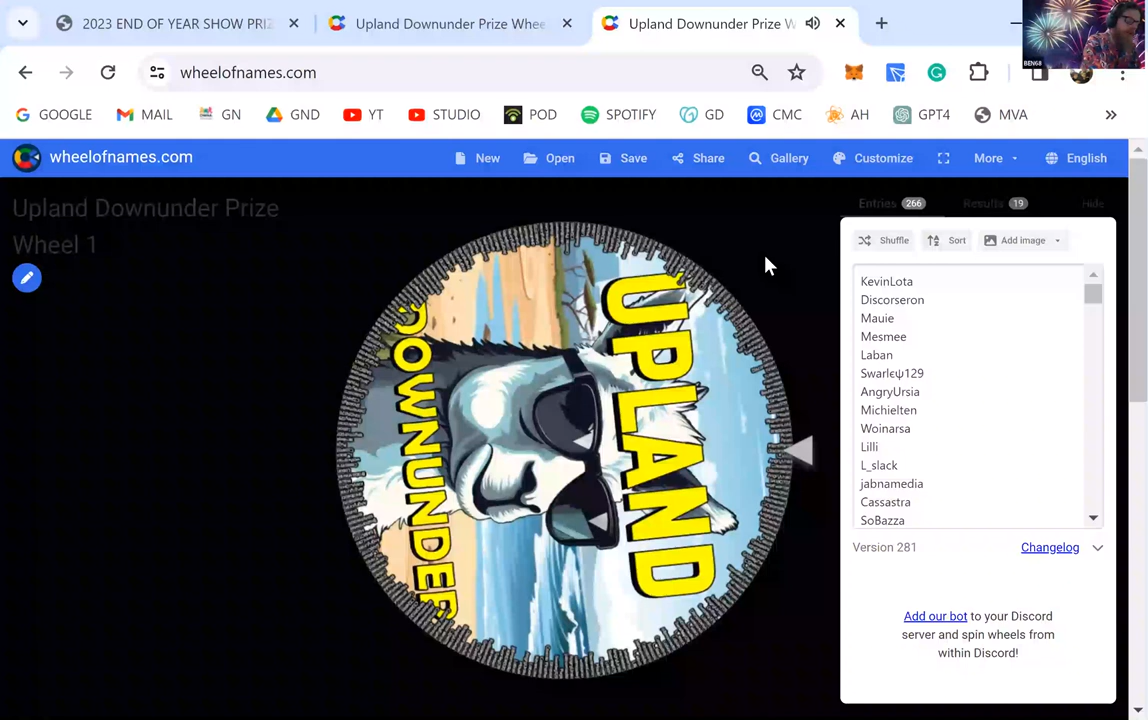 2023 END OF YEAR SHOW PRIZ
Upland Downunder Prize Whee
Upland Downunder Prize W
wheelofnames.com
BEN68
GOOGLE
MAIL
GN
GND
YT
STUDIO
POD
SPOTIFY
GD
CMC
AH
GPT4
MVA
wheelofnames.com
New
Open
Save
Share
Gallery
Customize
More
English
Upland Downunder Prize
Wheel 1
Entries 266
Results 19
Hide
Shuffle
Sort
Add image
KevinLota
Discorseron
Mauie
Mesmee
Laban
Swarlєψ129
AngryUrsia
Michielten
Woinarsa
Lilli
L_slack
jabnamedia
Cassastra
SoBazza
Version 281
Changelog
Add our bot to your Discord
server and spin wheels from
within Discord!
UPLAND
DOWNUNDER